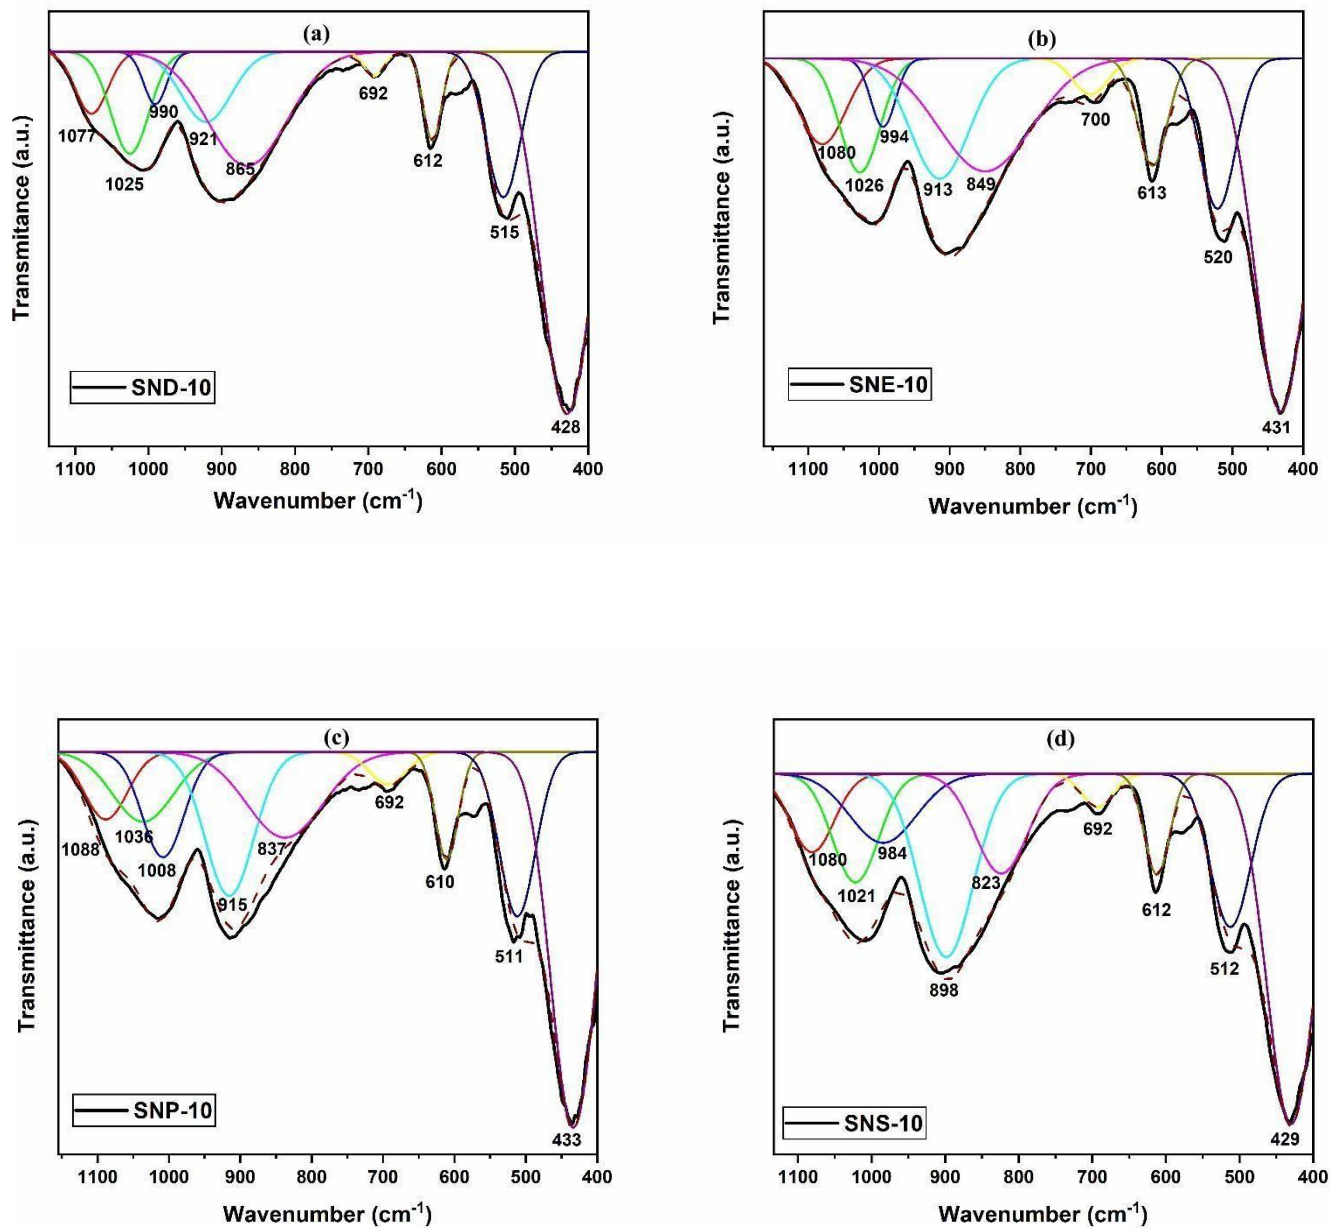 (a)
Transmitance (a.u.)
1077
1025
990
921
865
692
612
515
428
SND-10
1100 1000 900 800 700 600 500 400
Wavenumber (cm⁻¹)
(b)
Transmittance (a.u.)
1080
1026
994
913
849
700
613
520
431
SNE-10
1100 1000 900 800 700 600 500 400
Wavenumber (cm⁻¹)
(c)
Transmittance (a.u.)
1088
1036
1008
915
837
692
610
511
433
SNP-10
1100 1000 900 800 700 600 500 400
Wavenumber (cm⁻¹)
(d)
Transmittance (a.u.)
1080
1021
984
898
823
692
612
512
429
SNS-10
1100 1000 900 800 700 600 500 400
Wavenumber (cm⁻¹)